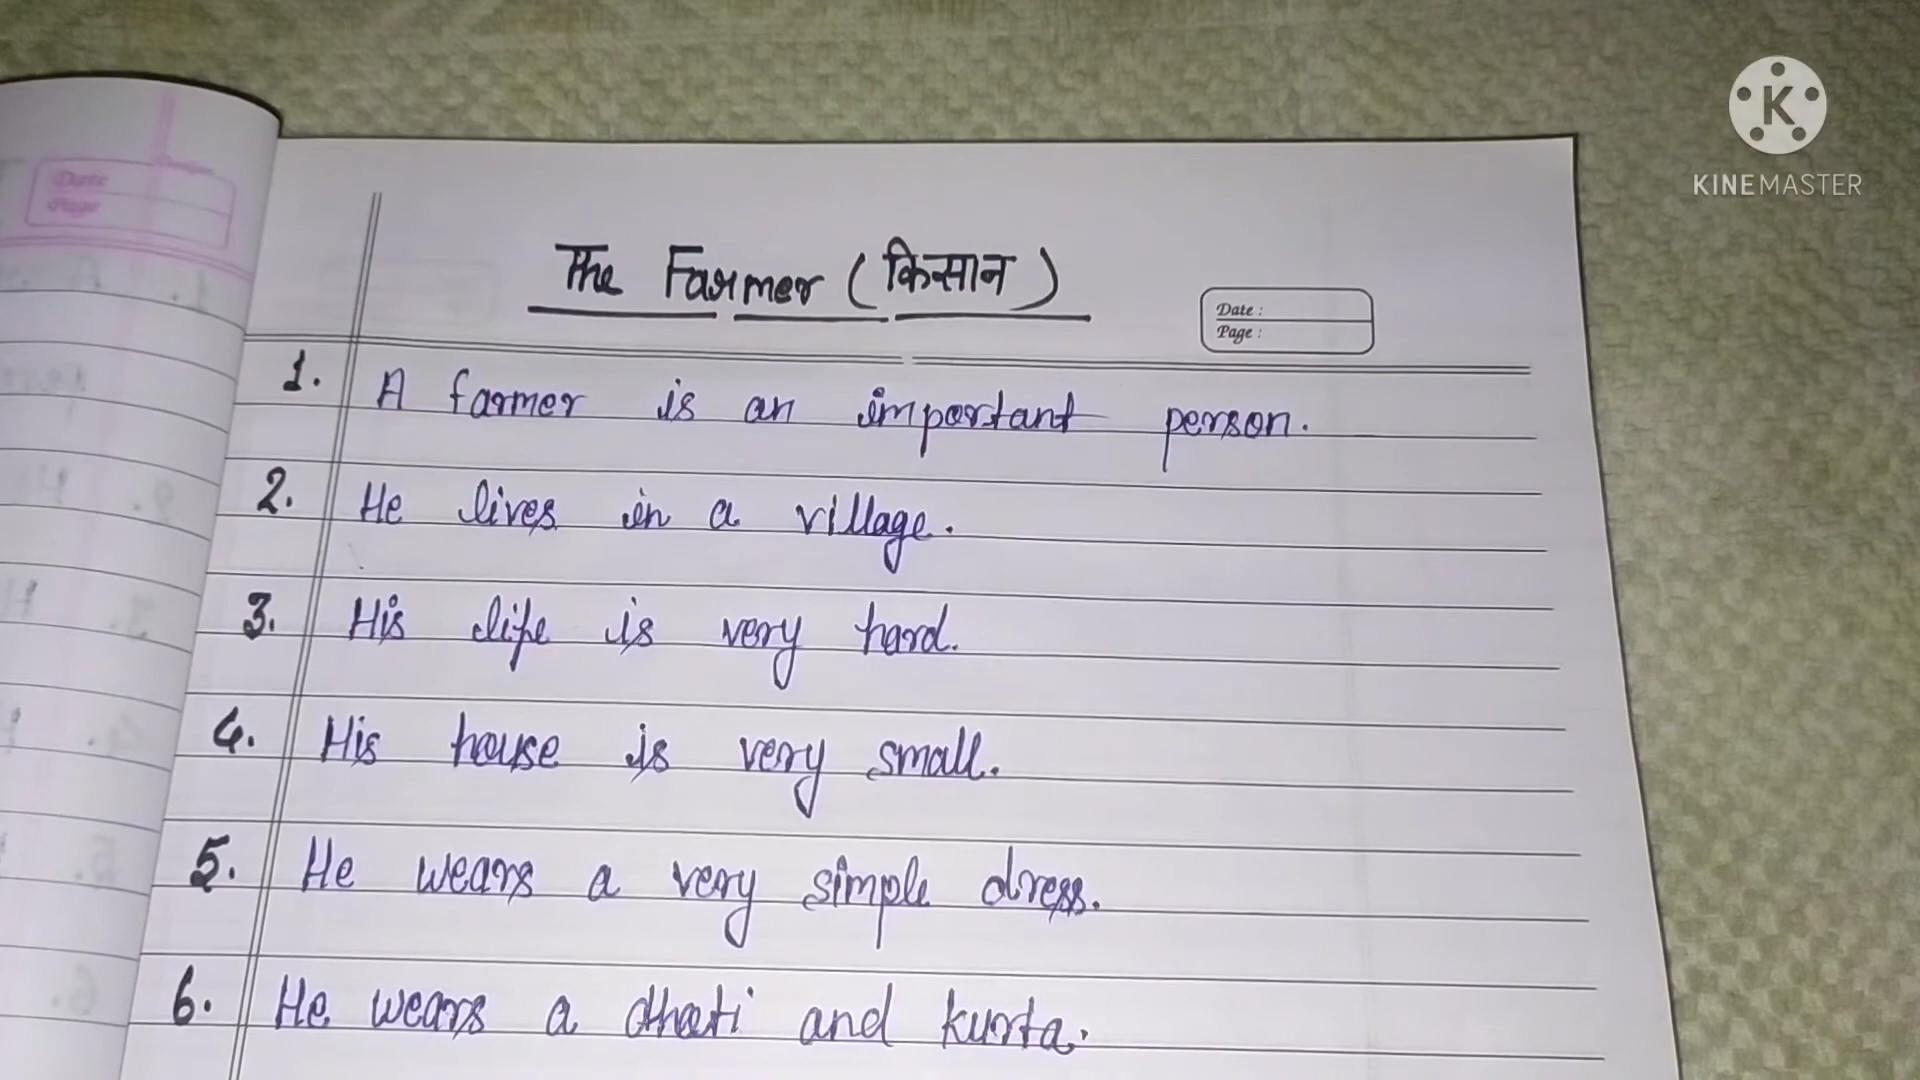 KINEMASTER
Date
Page
The Farmer (किसान)
Date :
Page :
1. A farmer is an important person.
2. He lives in a village.
3. His life is very hard.
4. His house is very small.
5. He wears a very simple dress.
6. He wears a dhoti and kurta.